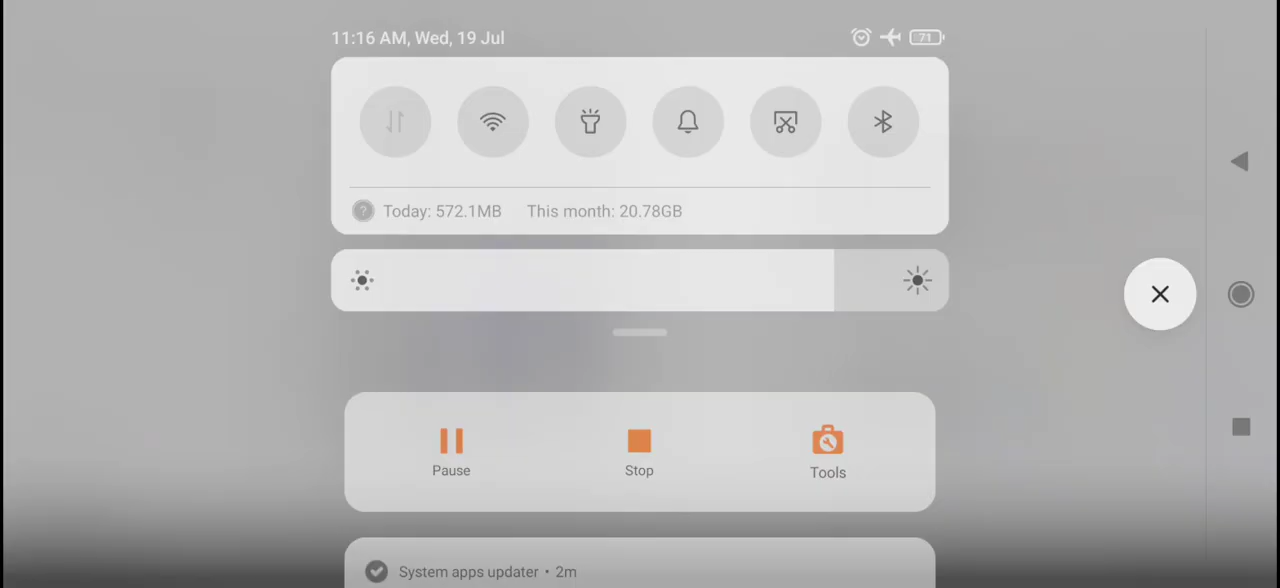 11:16 AM, Wed, 19 Jul
71
? Today: 572.1MB This month: 20.78GB
Pause Stop Tools
System apps updater • 2m